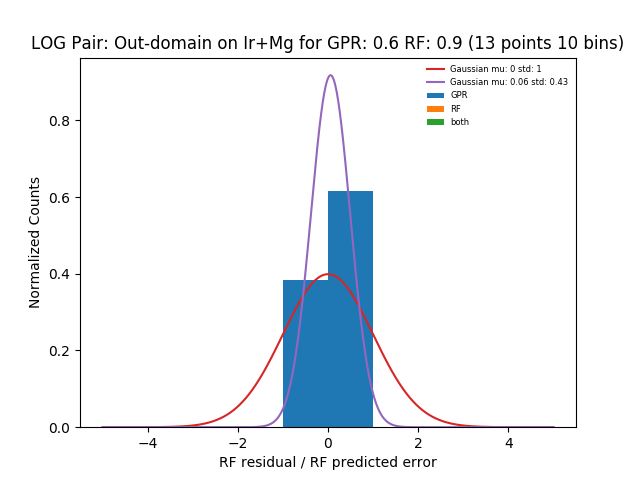 LOG Pair: Out-domain on Ir+Mg for GPR: 0.6 RF: 0.9 (13 points 10 bins)
Gaussian mu: 0 std: 1
Gaussian mu: 0.06 std: 0.43
GPR
RF
both
Normalized Counts
0.8
0.6
0.4
0.2
0.0
−4
−2
0
2
4
RF residual / RF predicted error